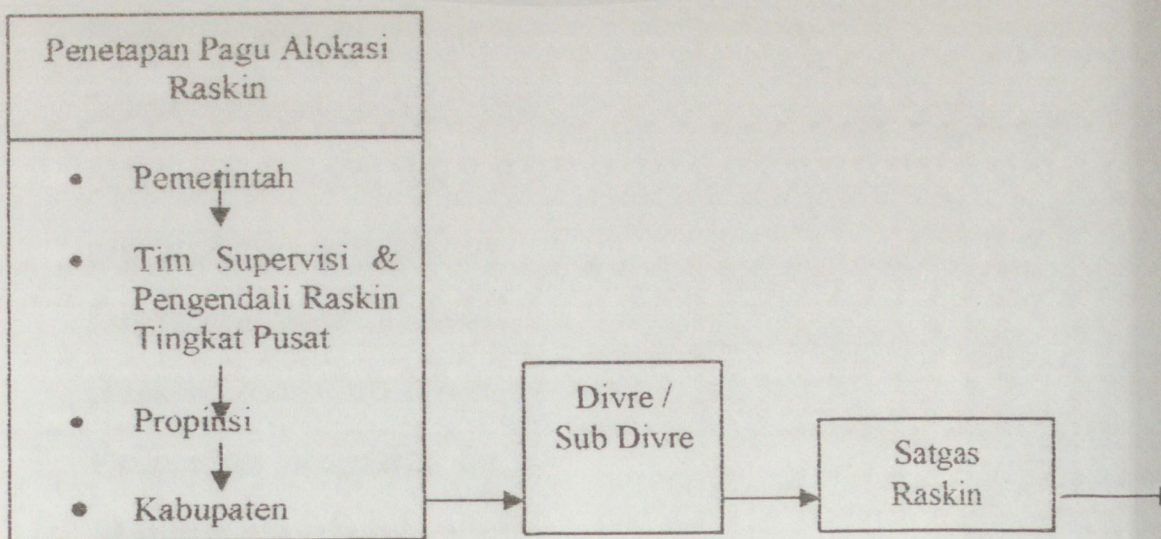 Penetapan Pagu Alokasi
Raskin
• Pemerintah
• Tim Supervisi &
Pengendali Raskin
Tingkat Pusat
• Propinsi
• Kabupaten
Divre /
Sub Divre
Satgas
Raskin